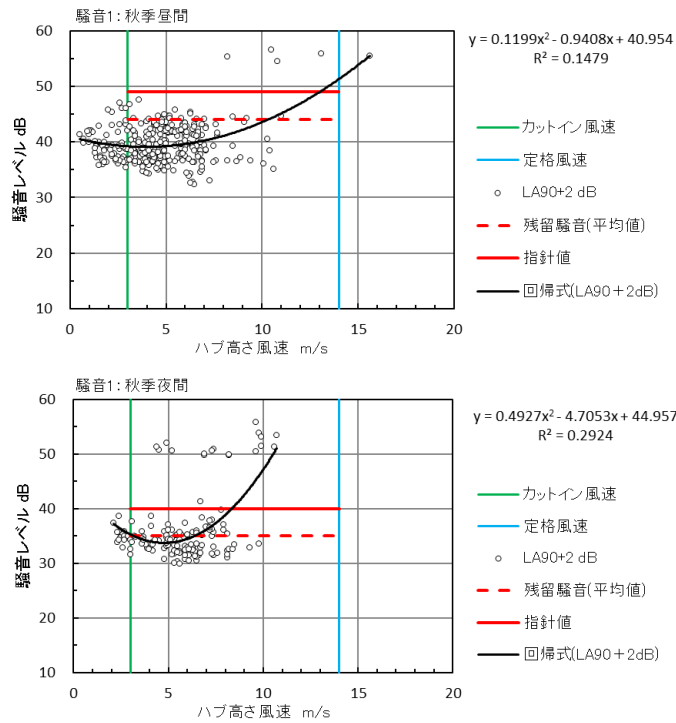 騒音1：秋季昼間
60
50
40
30
20
10
0
5
10
15
20
騒音レベル dB
ハブ高さ風速 m/s
y = 0.1199x² - 0.9408x + 40.954
R² = 0.1479
カットイン風速
定格風速
LA90+2 dB
残留騒音(平均値)
指針値
回帰式(LA90＋2dB)
騒音1：秋季夜間
60
50
40
30
20
10
0
5
10
15
20
騒音レベル dB
ハブ高さ風速 m/s
y = 0.4927x² - 4.7053x + 44.957
R² = 0.2924
カットイン風速
定格風速
LA90+2 dB
残留騒音(平均値)
指針値
回帰式(LA90＋2dB)